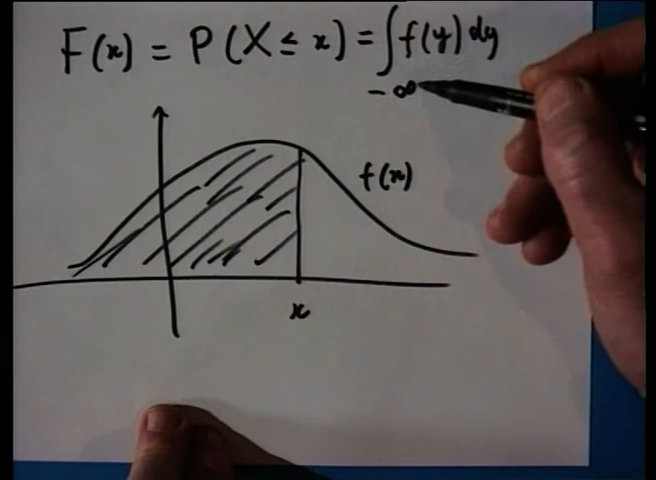 F(x) = P(X ≤ x) = ∫ f(y) dy
- ∞
f(x)
x